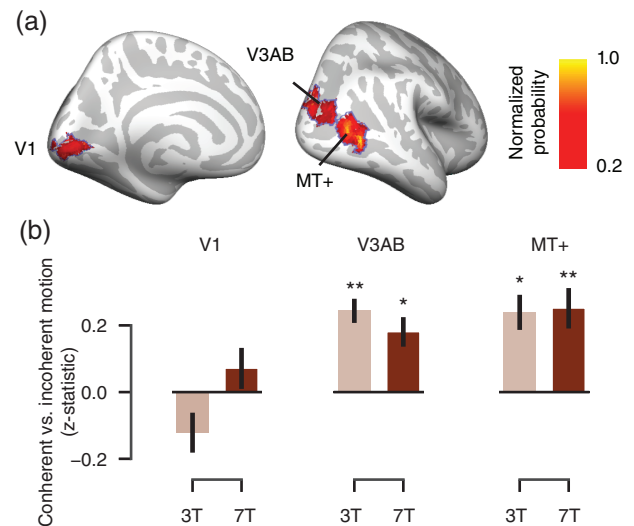 (a)
V3AB
V1
MT+
Normalized
probability
1.0
0.2
(b)
V1
V3AB
MT+
Conherent vs. incoherent motion
(z-statistic)
0.2
0.0
−0.2
** * * **
3T 7T 3T 7T 3T 7T